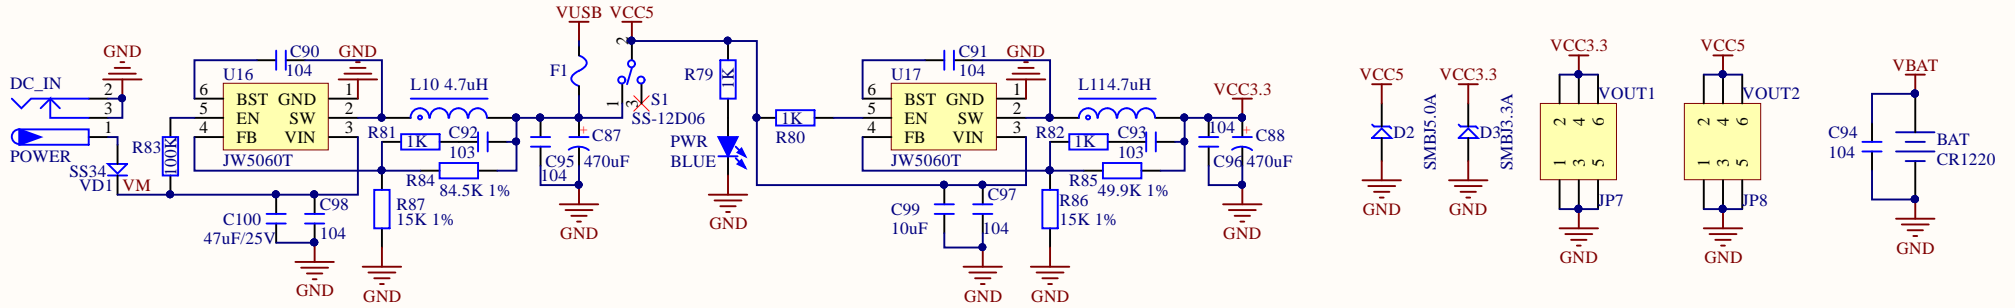 DC_IN
GND
2
3
1
POWER
SS34
VD1
VM
R83
100K
C90
104
GND
U16
6
5
4
BST
EN
FB
GND
SW
VIN
1
2
3
JW5060T
C100
47uF/25V
C98
104
GND
L10 4.7uH
R81
1K
C92
103
R84
84.5K 1%
R87
15K 1%
GND
VUSB
F1
C95
104
C87
470uF
GND
VCC5
2
1
3
S1
SS-12D06
R79
1K
PWR
BLUE
GND
1K
R80
C91
104
GND
U17
6
5
4
BST
EN
FB
GND
SW
VIN
1
2
3
JW5060T
C99
10uF
C97
104
GND
L11 4.7uH
R82
1K
C93
103
R85
49.9K 1%
R86
15K 1%
GND
VCC3.3
104
C96
C88
470uF
GND
VCC5
D2
SMBJ5.0A
GND
VCC3.3
D3
SMBJ3.3A
GND
VCC3.3
VOUT1
2
4
6
1
3
5
JP7
GND
VCC5
VOUT2
2
4
6
1
3
5
JP8
GND
VBAT
C94
104
BAT
CR1220
GND